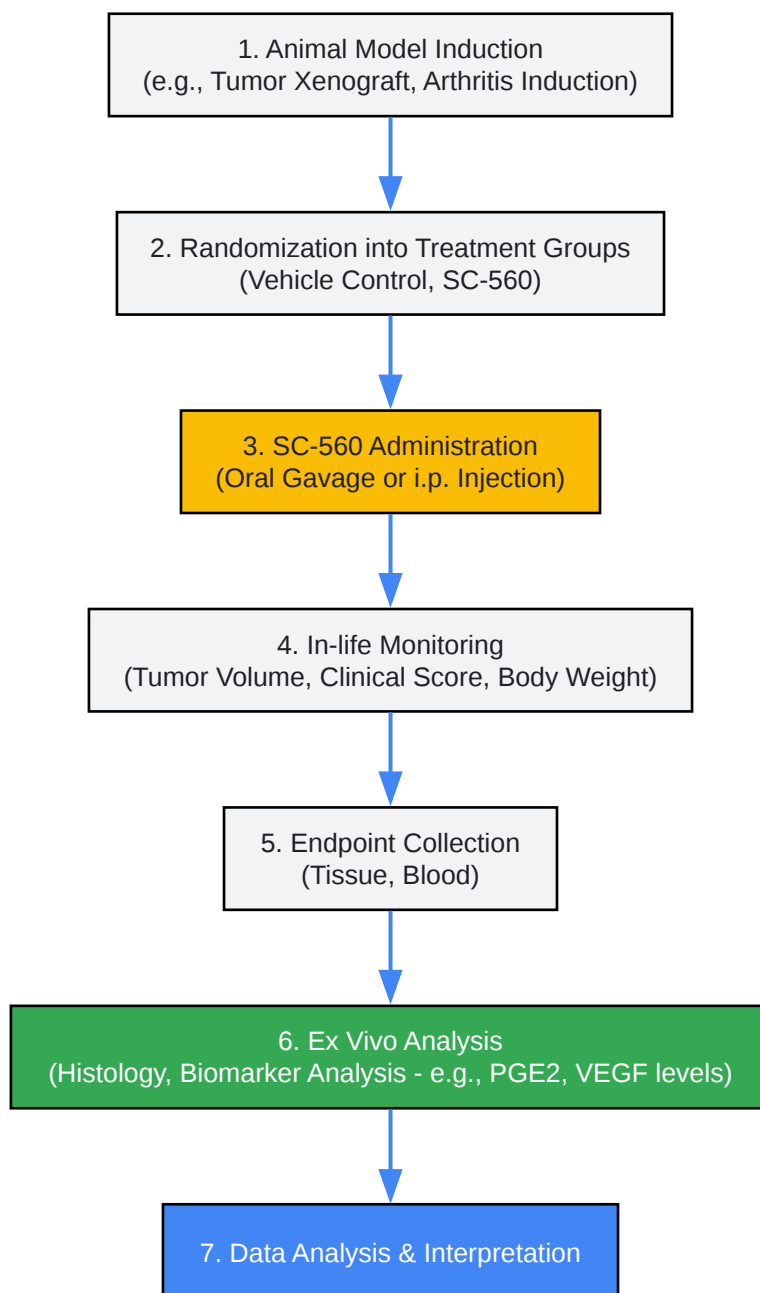 1. Animal Model Induction
(e.g., Tumor Xenograft, Arthritis Induction)
2. Randomization into Treatment Groups
(Vehicle Control, SC-560)
3. SC-560 Administration
(Oral Gavage or i.p. Injection)
4. In-life Monitoring
(Tumor Volume, Clinical Score, Body Weight)
5. Endpoint Collection
(Tissue, Blood)
6. Ex Vivo Analysis
(Histology, Biomarker Analysis - e.g., PGE2, VEGF levels)
7. Data Analysis & Interpretation